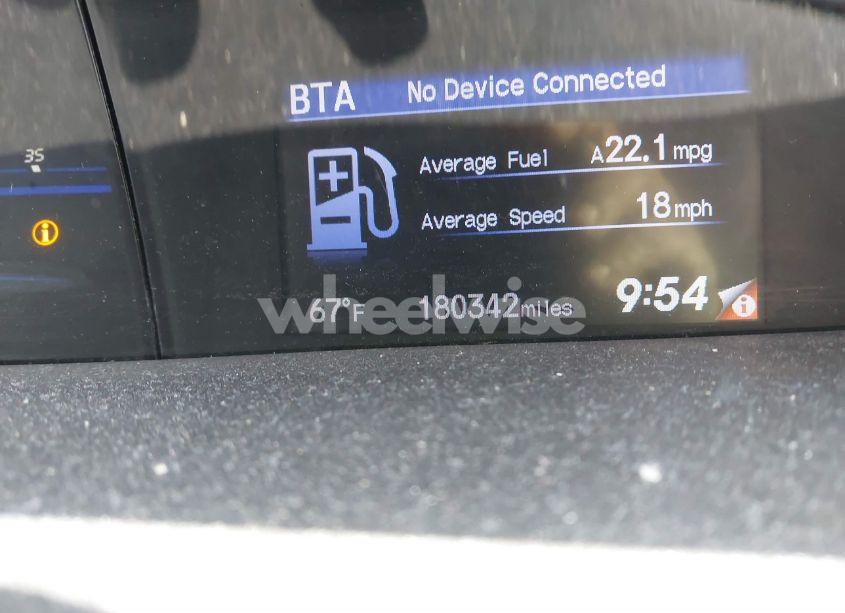 BTA No Device Connected
35
Average Fuel A22.1 mpg
Average Speed 18 mph
67°F 180342 miles 9:54
wheelwise